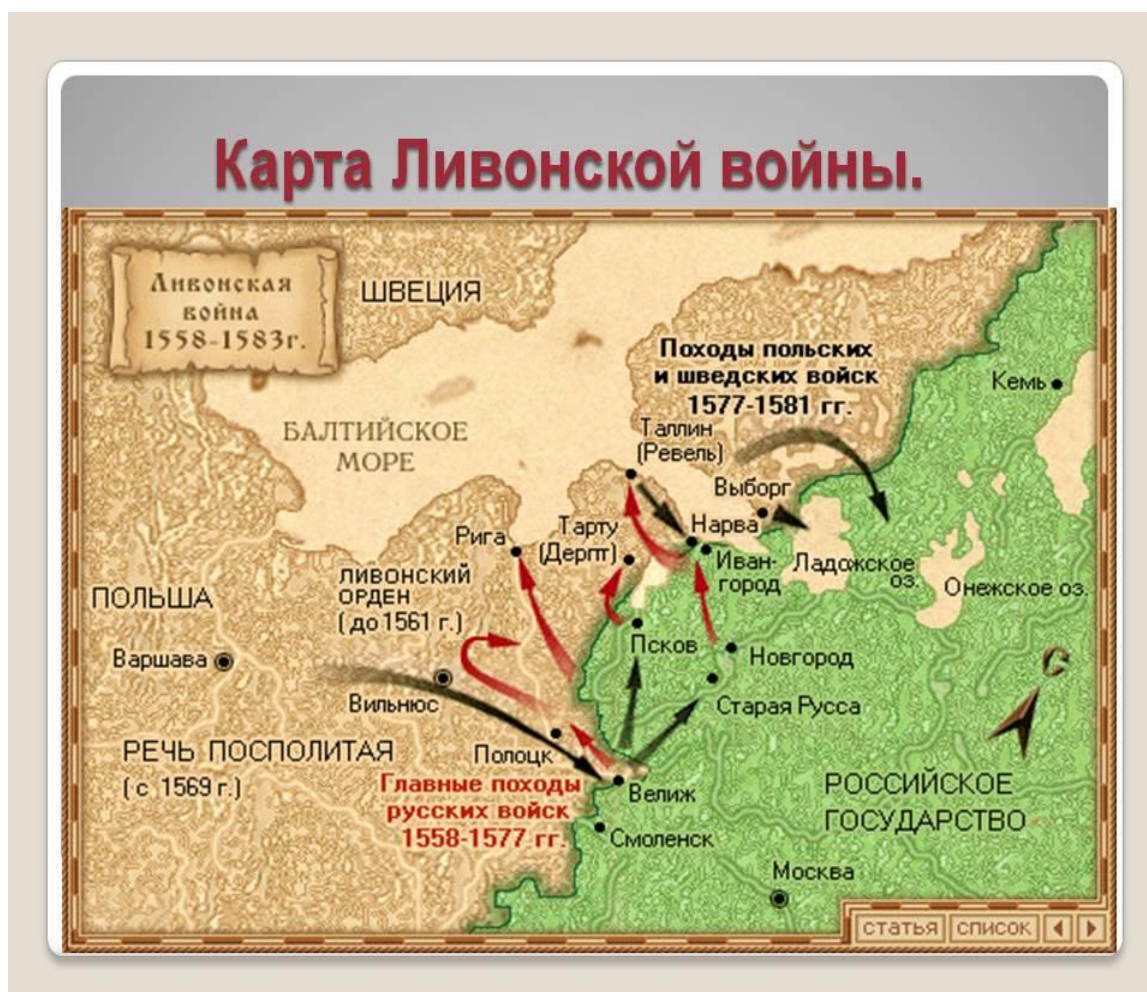 Карта Ливонской войны.
Ливонская
война
1558-1583г.
ШВЕЦИЯ
Походы польских
и шведских войск
1577-1581 гг.
Кемь
БАЛТИЙСКОЕ
МОРЕ
Таллин
(Ревель)
Выборг
Рига
Тарту
(Дерпт)
Нарва
Иван-
город
Ладожское
оз.
Онежское оз.
ЛИВОНСКИЙ
ОРДЕН
(до 1561 г.)
ПОЛЬША
Варшава
Псков
Новгород
С
Вильнюс
Старая Русса
РЕЧЬ ПОСПОЛИТАЯ
(с 1569 г.)
Полоцк
Главные походы
русских войск
1558-1577 гг.
Велиж
РОССИЙСКОЕ
ГОСУДАРСТВО
Смоленск
Москва
статья
список